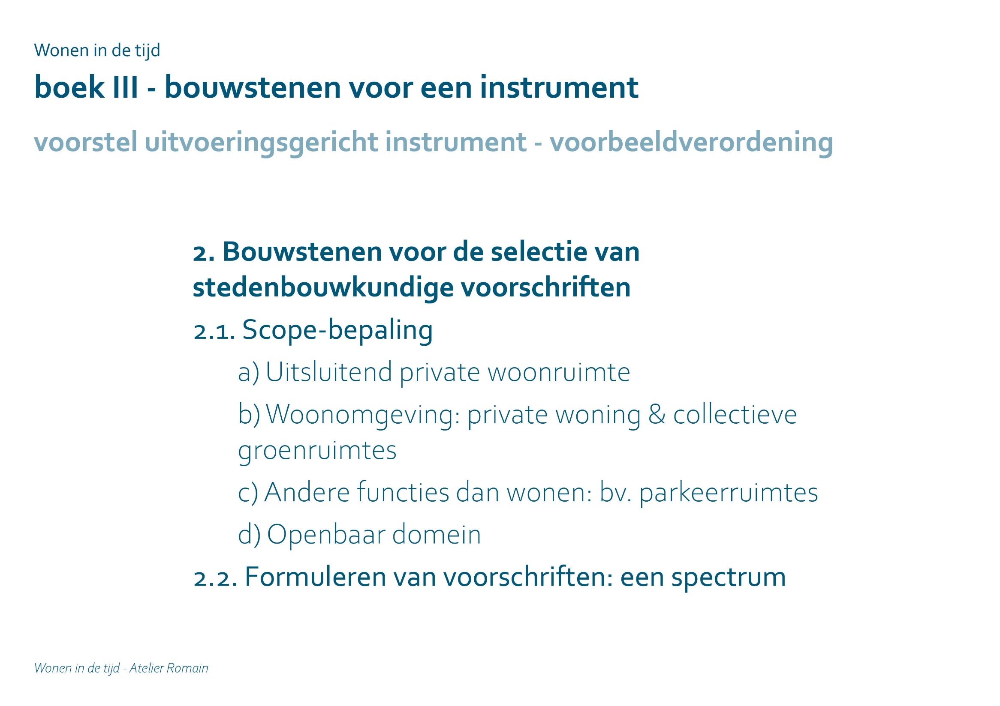 Wonen in de tijd
boek III - bouwstenen voor een instrument
voorstel uitvoeringsgericht instrument - voorbeeldverordening
2. Bouwstenen voor de selectie van
stedenbouwkundige voorschriften
2.1. Scope-bepaling
a) Uitsluitend private woonruimte
b) Woonomgeving: private woning & collectieve
groenruimtes
c) Andere functies dan wonen: bv. parkeerruimtes
d) Openbaar domein
2.2. Formuleren van voorschriften: een spectrum
Wonen in de tijd - Atelier Romain